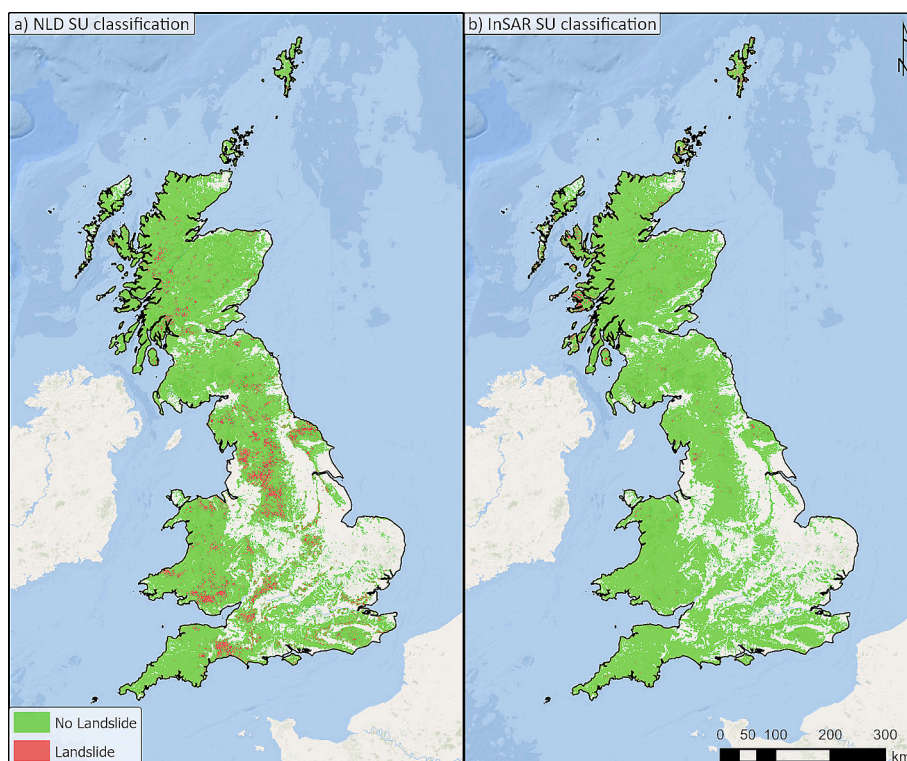 a) NLD SU classification
b) InSAR SU classification
N
No Landslide
Landslide
0 50 100 200 300
km